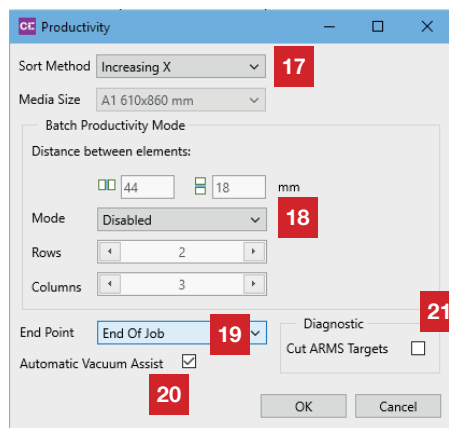 CE Productivity
Sort Method Increasing X 17
Media Size A1 610x860 mm
Batch Productivity Mode
Distance between elements:
44 18 mm
Mode Disabled 18
Rows 2
Columns 3
21
End Point End Of Job 19 Diagnostic
Automatic Vacuum Assist Cut ARMS Targets
20
OK Cancel